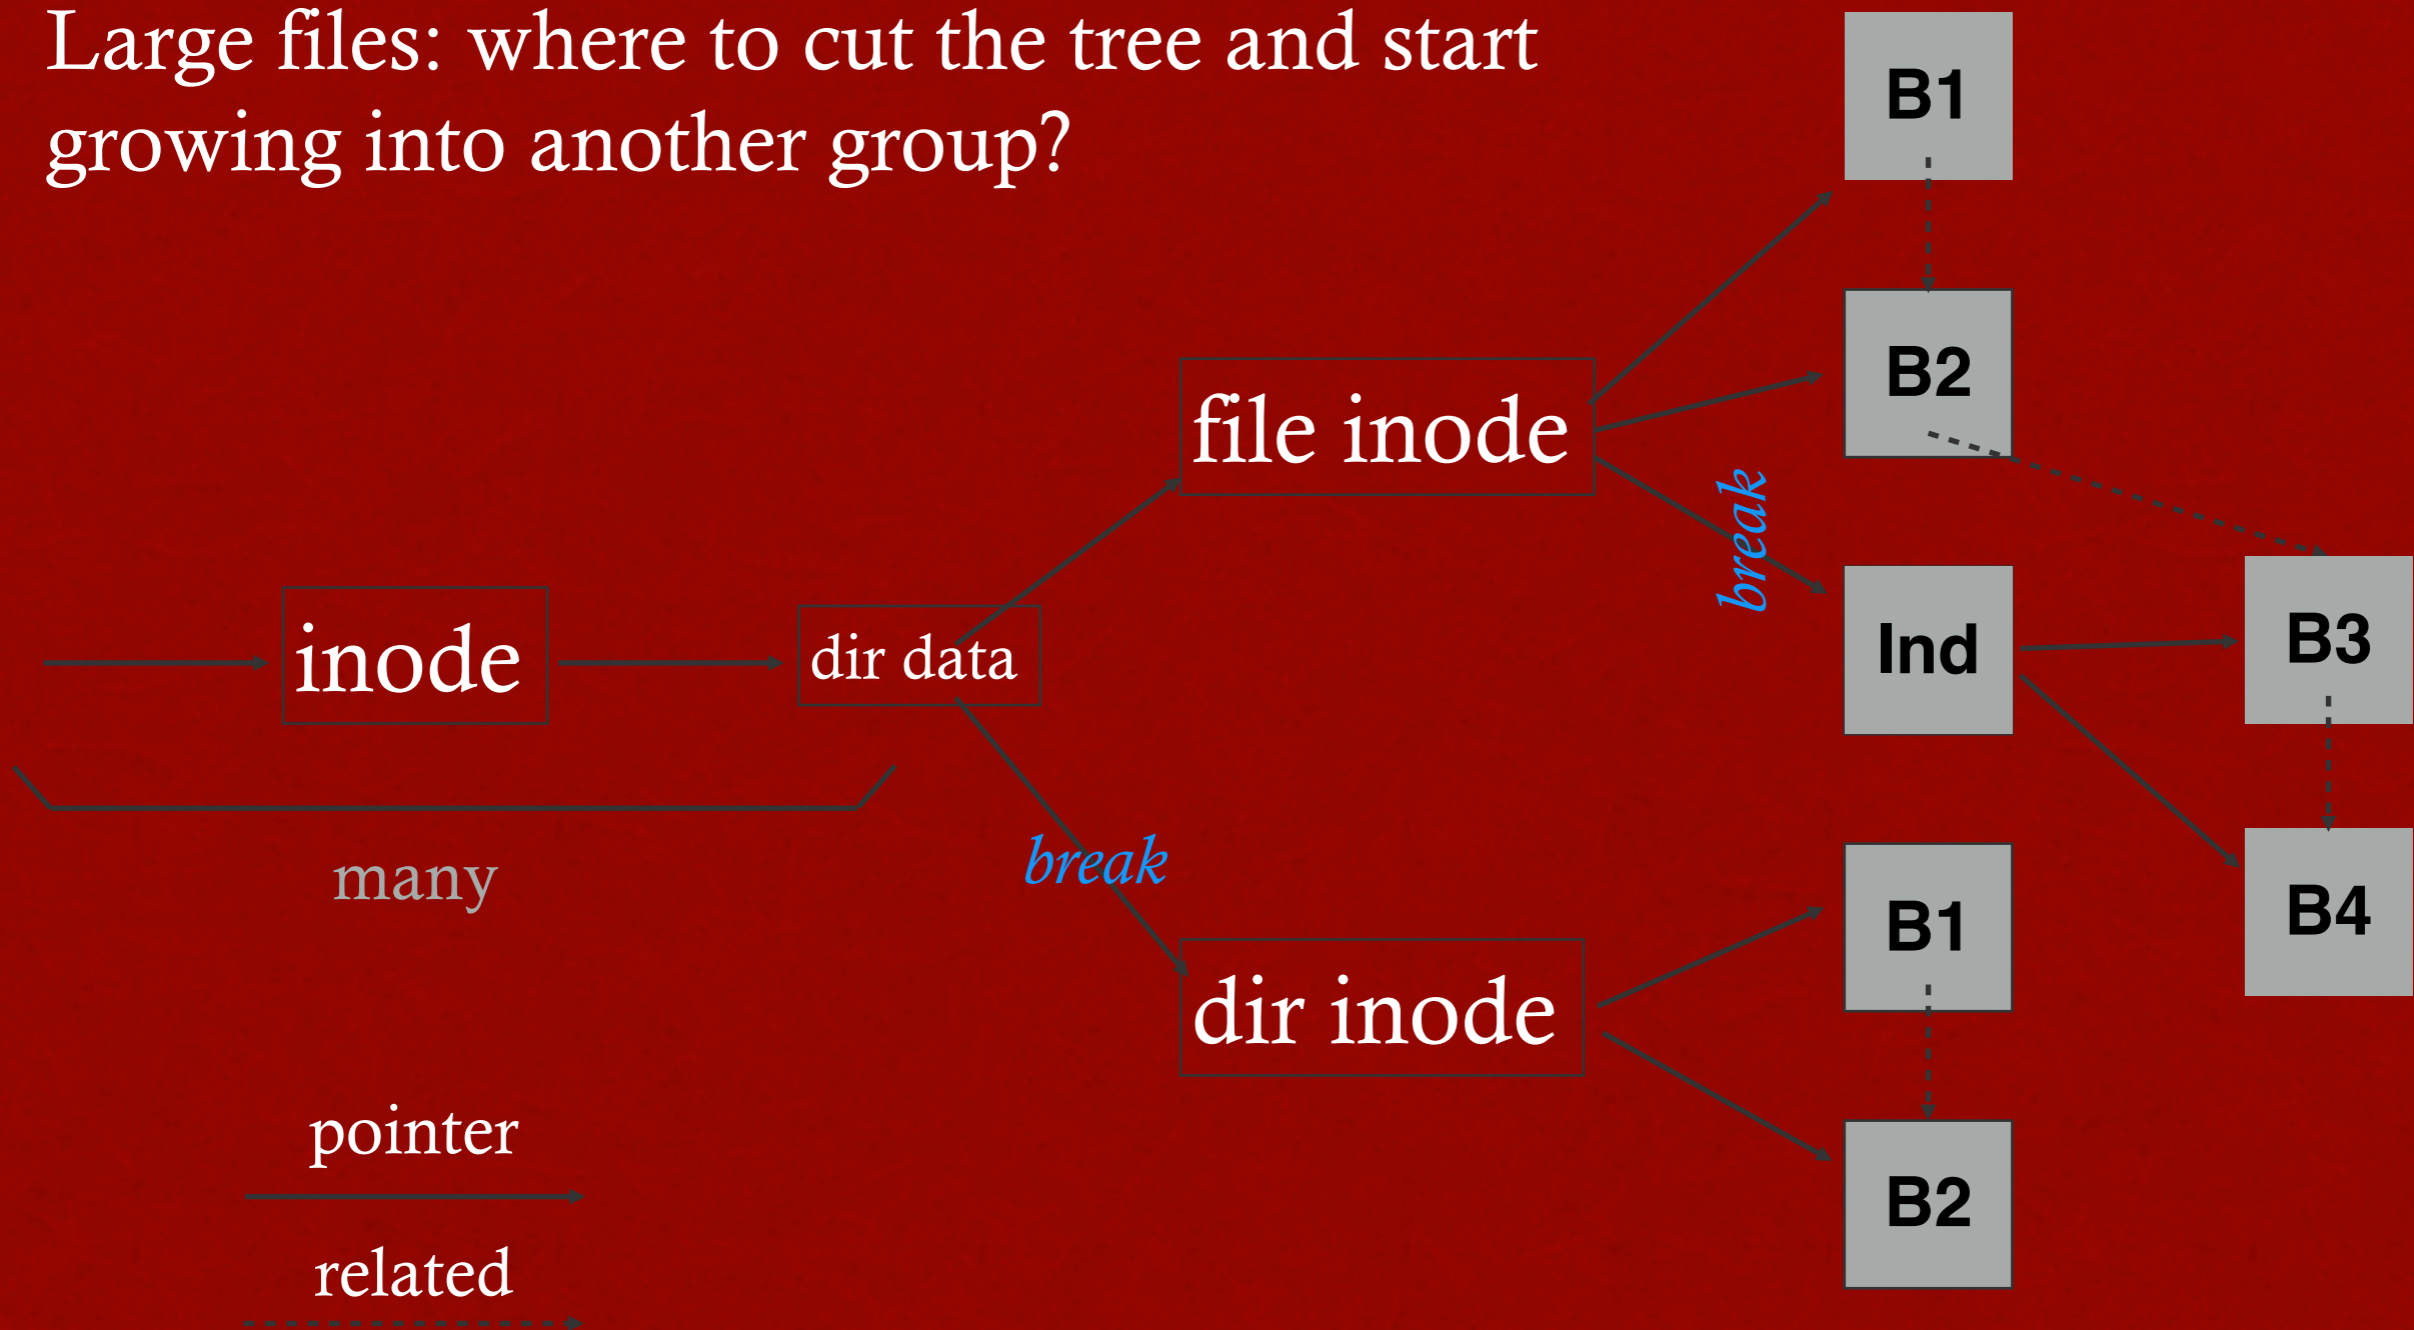 Large files: where to cut the tree and start
growing into another group?
B1
B2
file inode
break
inode
dir data
Ind
B3
many
break
B1
B4
dir inode
pointer
B2
related